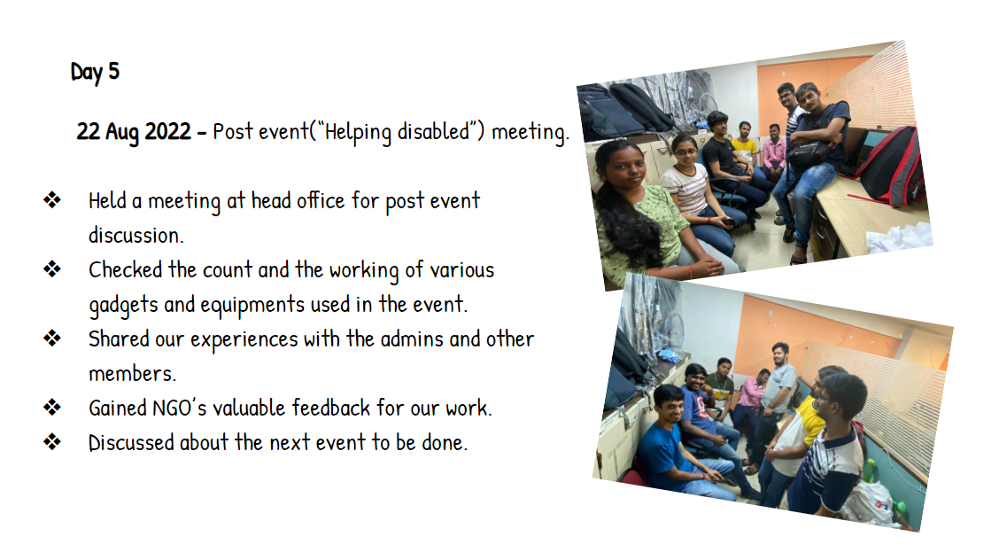 Day 5
22 Aug 2022 – Post event("Helping disabled") meeting.
❖ Held a meeting at head office for post event
discussion.
❖ Checked the count and the working of various
gadgets and equipments used in the event.
❖ Shared our experiences with the admins and other
members.
❖ Gained NGO's valuable feedback for our work.
❖ Discussed about the next event to be done.